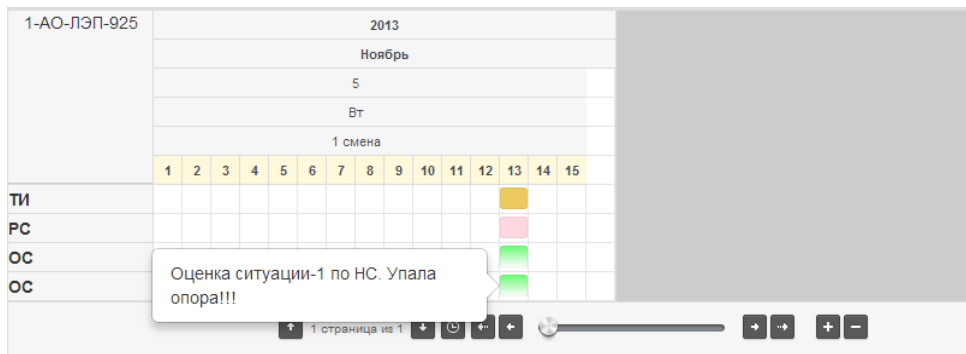 1-АО-ЛЭП-925
2013
Ноябрь
5
Вт
1 смена
1 2 3 4 5 6 7 8 9 10 11 12 13 14 15
ТИ
РС
ОС
ОС
Оценка ситуации-1 по НС. Упала
опора!!!
1 страница из 1